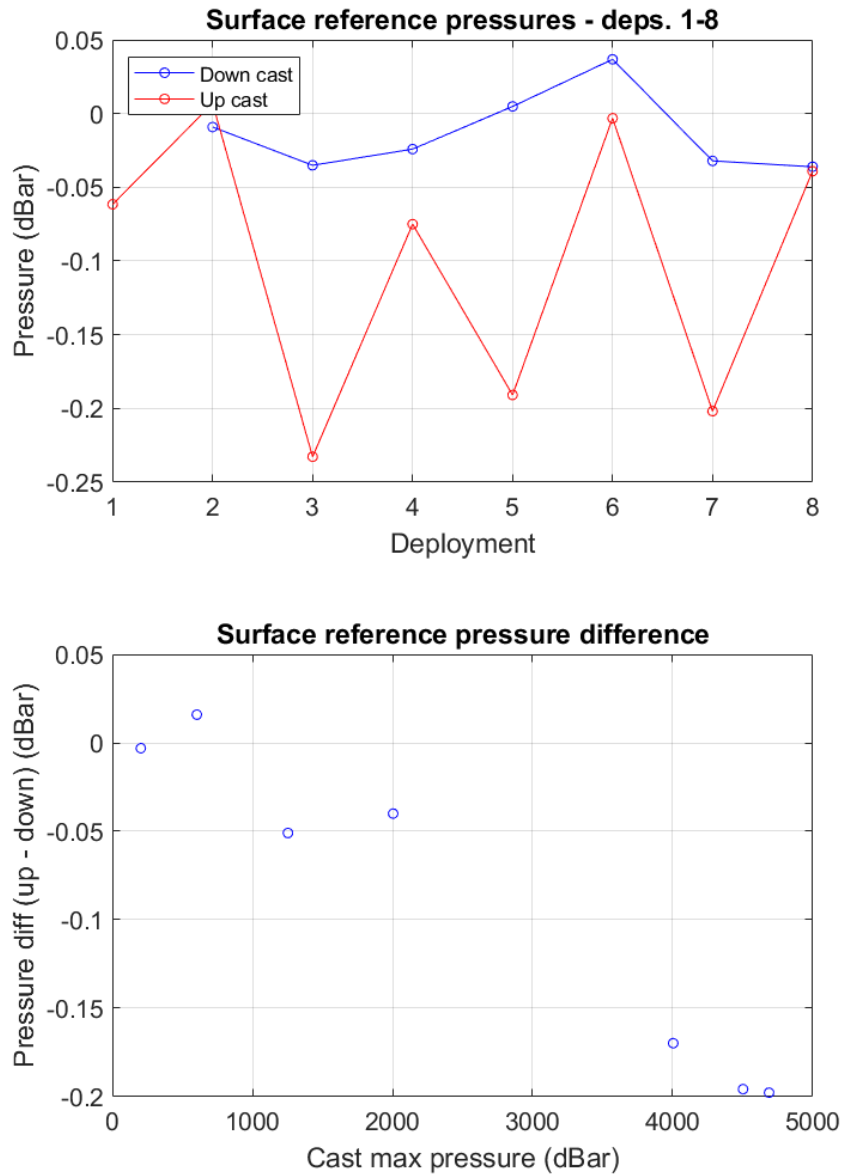 Surface reference pressures - deps. 1-8
0.05
0
-0.05
-0.1
-0.15
-0.2
-0.25
Pressure (dBar)
Down cast
Up cast
1 2 3 4 5 6 7 8
Deployment
Surface reference pressure difference
0.05
0
-0.05
-0.1
-0.15
-0.2
Pressure diff (up - down) (dBar)
0 1000 2000 3000 4000 5000
Cast max pressure (dBar)